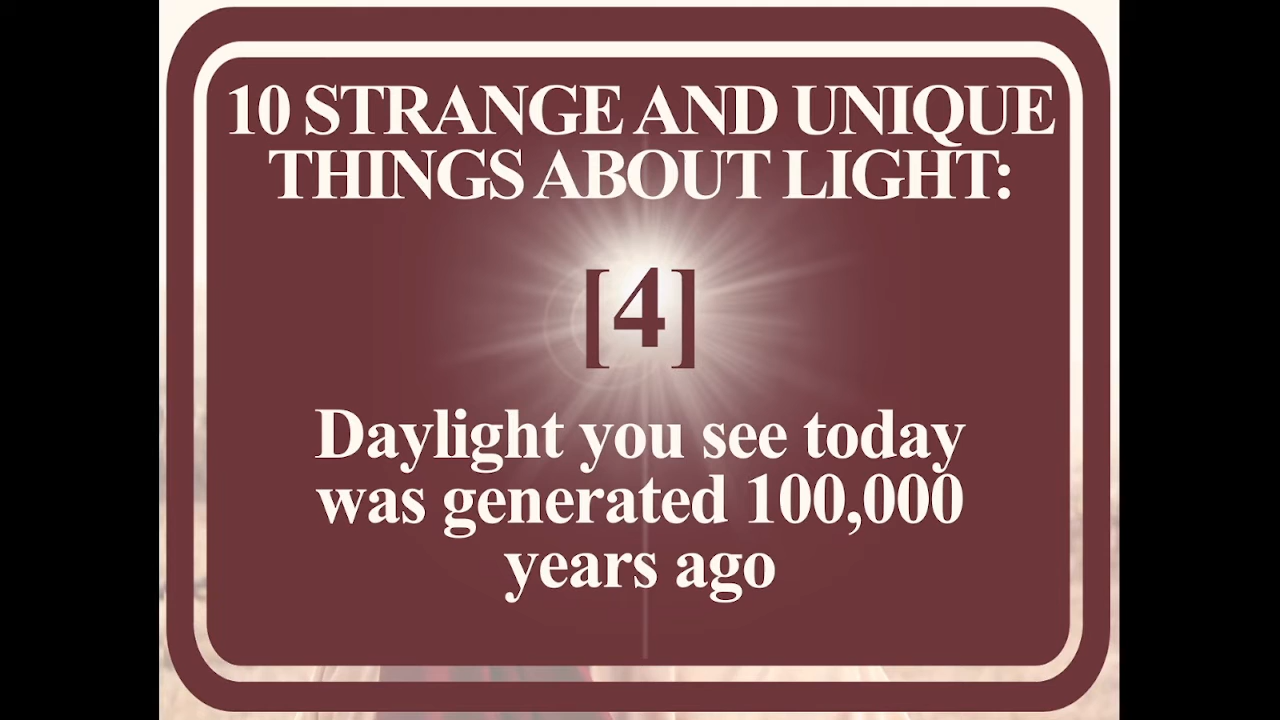 10 STRANGE AND UNIQUE
THINGS ABOUT LIGHT:
[4]
Daylight you see today
was generated 100,000
years ago